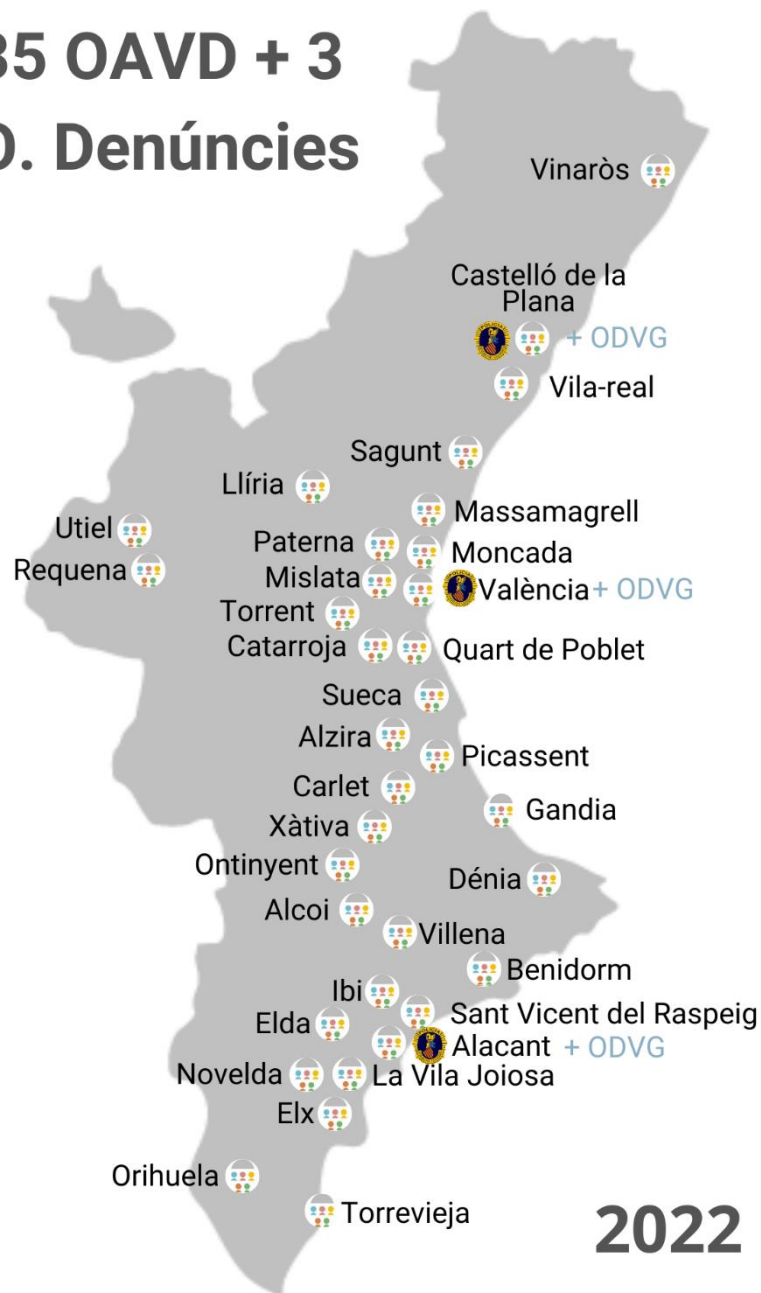 35 OAVD + 3
O. Denúncies
Vinaròs
Castelló de la
Plana
+ ODVG
Vila-real
Sagunt
Llíria
Massamagrell
Utiel
Paterna
Moncada
Requena
Mislata
València + ODVG
Torrent
Catarroja
Quart de Poblet
Sueca
Alzira
Picassent
Carlet
Gandia
Xàtiva
Ontinyent
Dénia
Alcoi
Villena
Benidorm
Ibi
Sant Vicent del Raspeig
Elda
Alacant + ODVG
Novelda
La Vila Joiosa
Elx
Orihuela
Torrevieja
2022